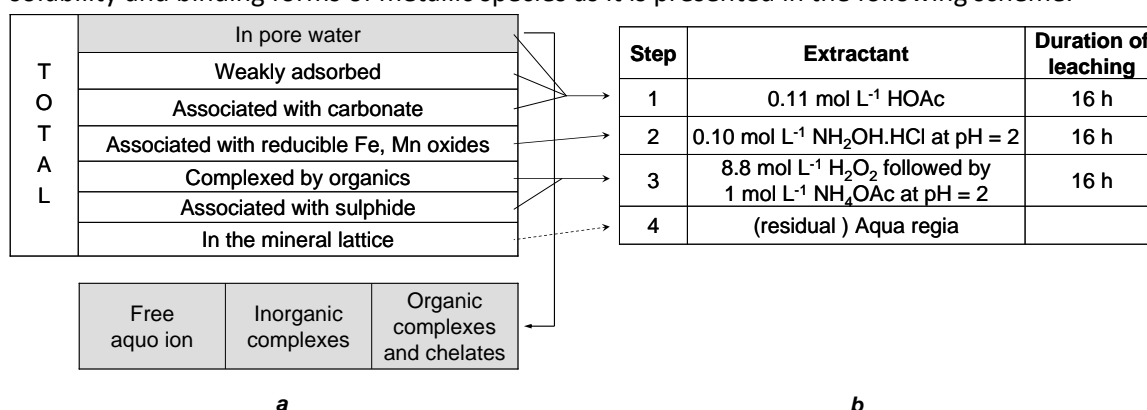 solubility and binding forms of metallic species as it is presented in the following scheme.
TOTAL
In pore water
Weakly adsorbed
Associated with carbonate
Associated with reducible Fe, Mn oxides
Complexed by organics
Associated with sulphide
In the mineral lattice
Free
aquo ion
Inorganic
complexes
Organic
complexes
and chelates
a
Step Extractant Duration of
leaching
1 0.11 mol L-1 HOAc 16 h
2 0.10 mol L-1 NH2OH.HCl at pH = 2 16 h
3 8.8 mol L-1 H2O2 followed by
1 mol L-1 NH4OAc at pH = 2 16 h
4 (residual ) Aqua regia
b